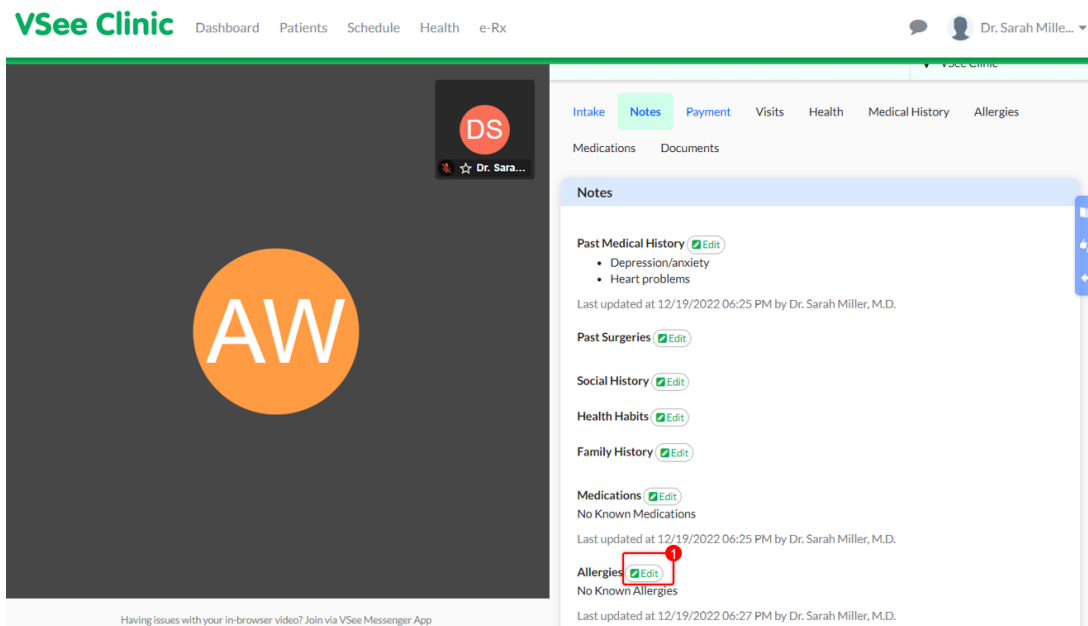 VSee Clinic Dashboard Patients Schedule Health e-Rx Dr. Sarah Mille...
VSee Clinic
DS
Dr. Sara...
AW
Having issues with your in-browser video? Join via VSee Messenger App
Intake Notes Payment Visits Health Medical History Allergies
Medications Documents
Notes
Past Medical History Edit
• Depression/anxiety
• Heart problems
Last updated at 12/19/2022 06:25 PM by Dr. Sarah Miller, M.D.
Past Surgeries Edit
Social History Edit
Health Habits Edit
Family History Edit
Medications Edit
No Known Medications
Last updated at 12/19/2022 06:25 PM by Dr. Sarah Miller, M.D.
1
Allergies Edit
No Known Allergies
Last updated at 12/19/2022 06:27 PM by Dr. Sarah Miller, M.D.